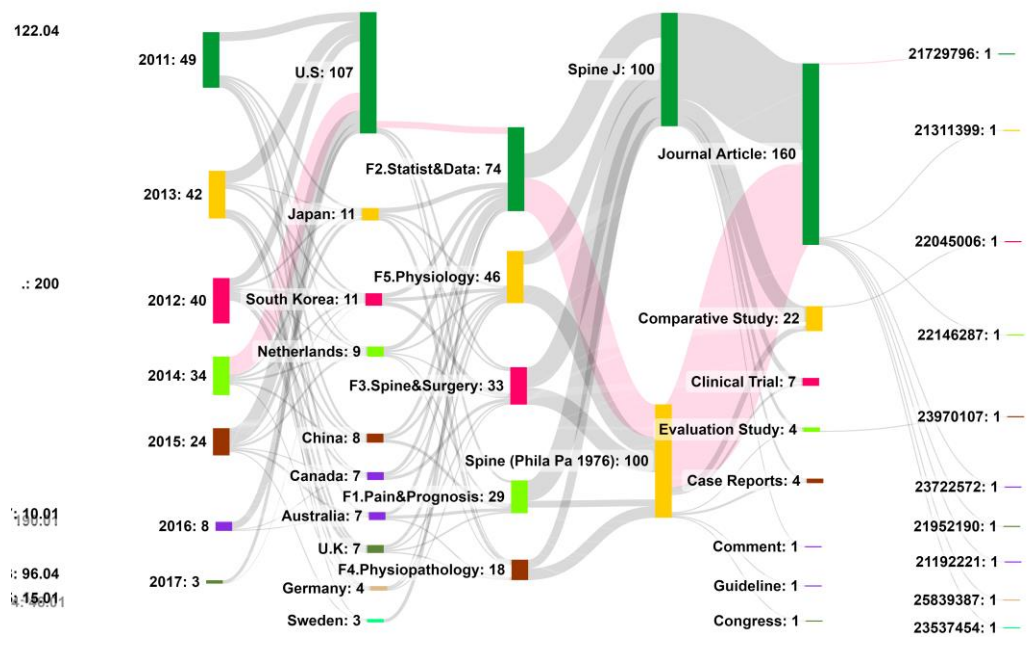 122.04
.: 200
10.01
190.01
96.04
15.01
2011: 49
2013: 42
2012: 40
2014: 34
2015: 24
2016: 8
2017: 3
U.S: 107
Japan: 11
South Korea: 11
Netherlands: 9
China: 8
Canada: 7
Australia: 7
U.K: 7
Germany: 4
Sweden: 3
F2.Statist&Data: 74
F5.Physiology: 46
F3.Spine&Surgery: 33
F1.Pain&Prognosis: 29
F4.Physiopathology: 18
Spine J: 100
Spine (Phila Pa 1976): 100
Journal Article: 160
Comparative Study: 22
Clinical Trial: 7
Evaluation Study: 4
Case Reports: 4
Comment: 1
Guideline: 1
Congress: 1
21729796: 1
21311399: 1
22045006: 1
22146287: 1
23970107: 1
23722572: 1
21952190: 1
21192221: 1
25839387: 1
23537454: 1